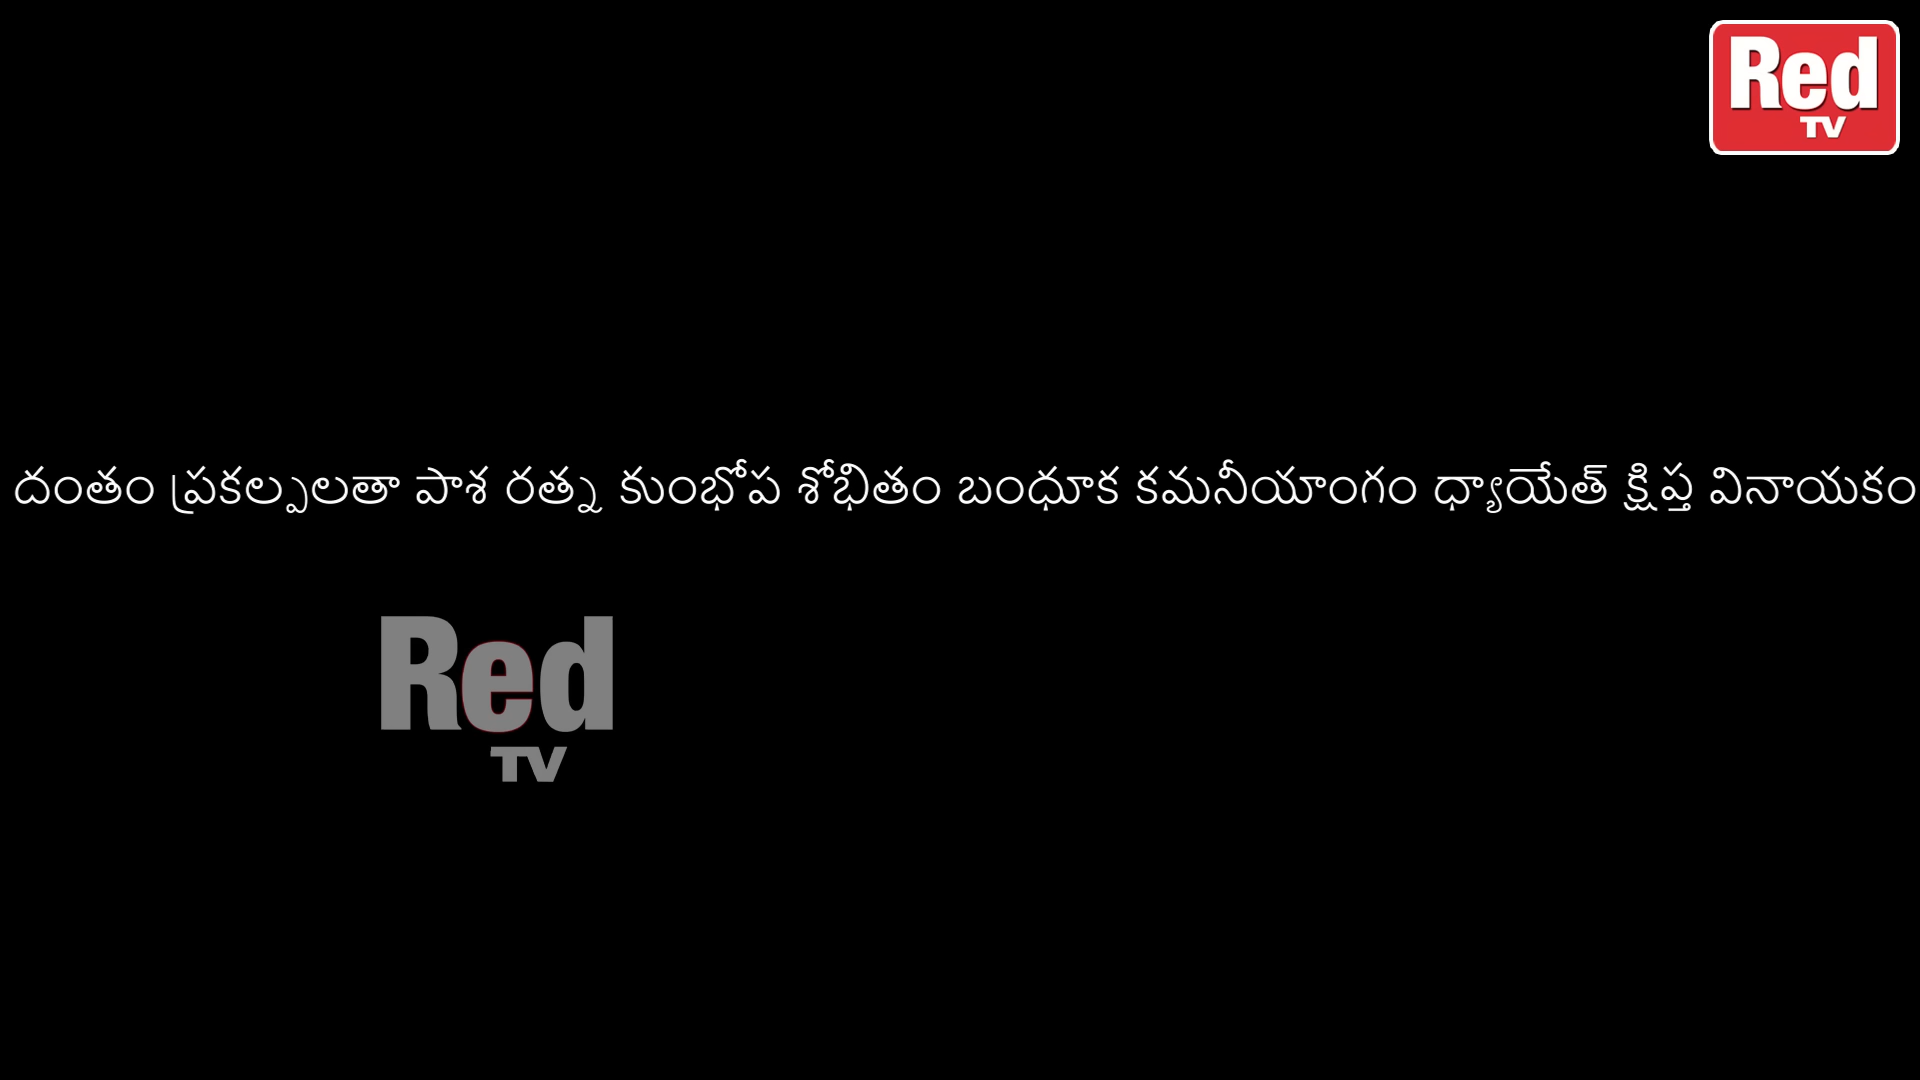 Red
TV
దంతం ప్రకల్పలతా పాశ రత్న కుంభోప శోభితం బంధూక కమనీయాంగం ధ్యాయేత్ క్షిప్త వినాయకం
Red
TV